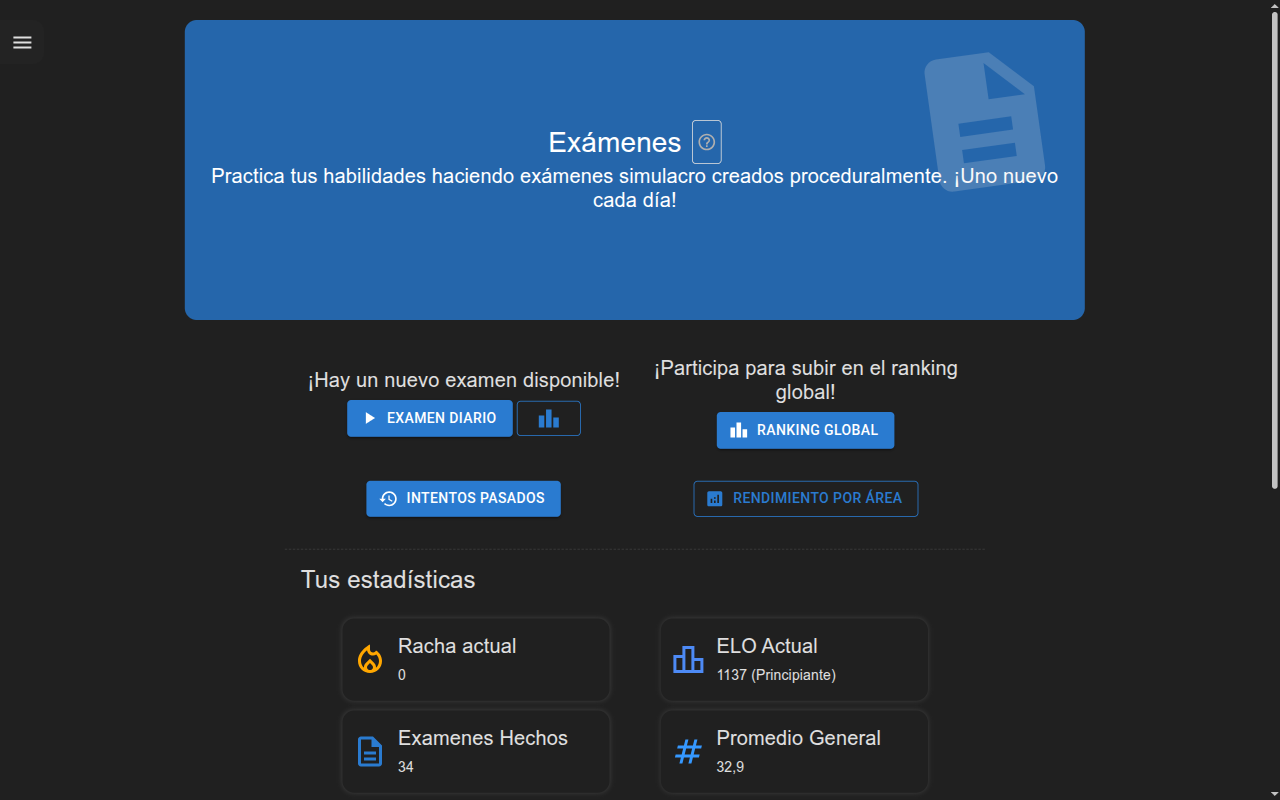 Exámenes
Practica tus habilidades haciendo exámenes simulacro creados proceduralmente. ¡Uno nuevo
cada día!
¡Hay un nuevo examen disponible!
EXAMEN DIARIO
¡Participa para subir en el ranking
global!
RANKING GLOBAL
INTENTOS PASADOS
RENDIMIENTO POR ÁREA
Tus estadísticas
Racha actual
0
ELO Actual
1137 (Principiante)
Examenes Hechos
34
Promedio General
32,9